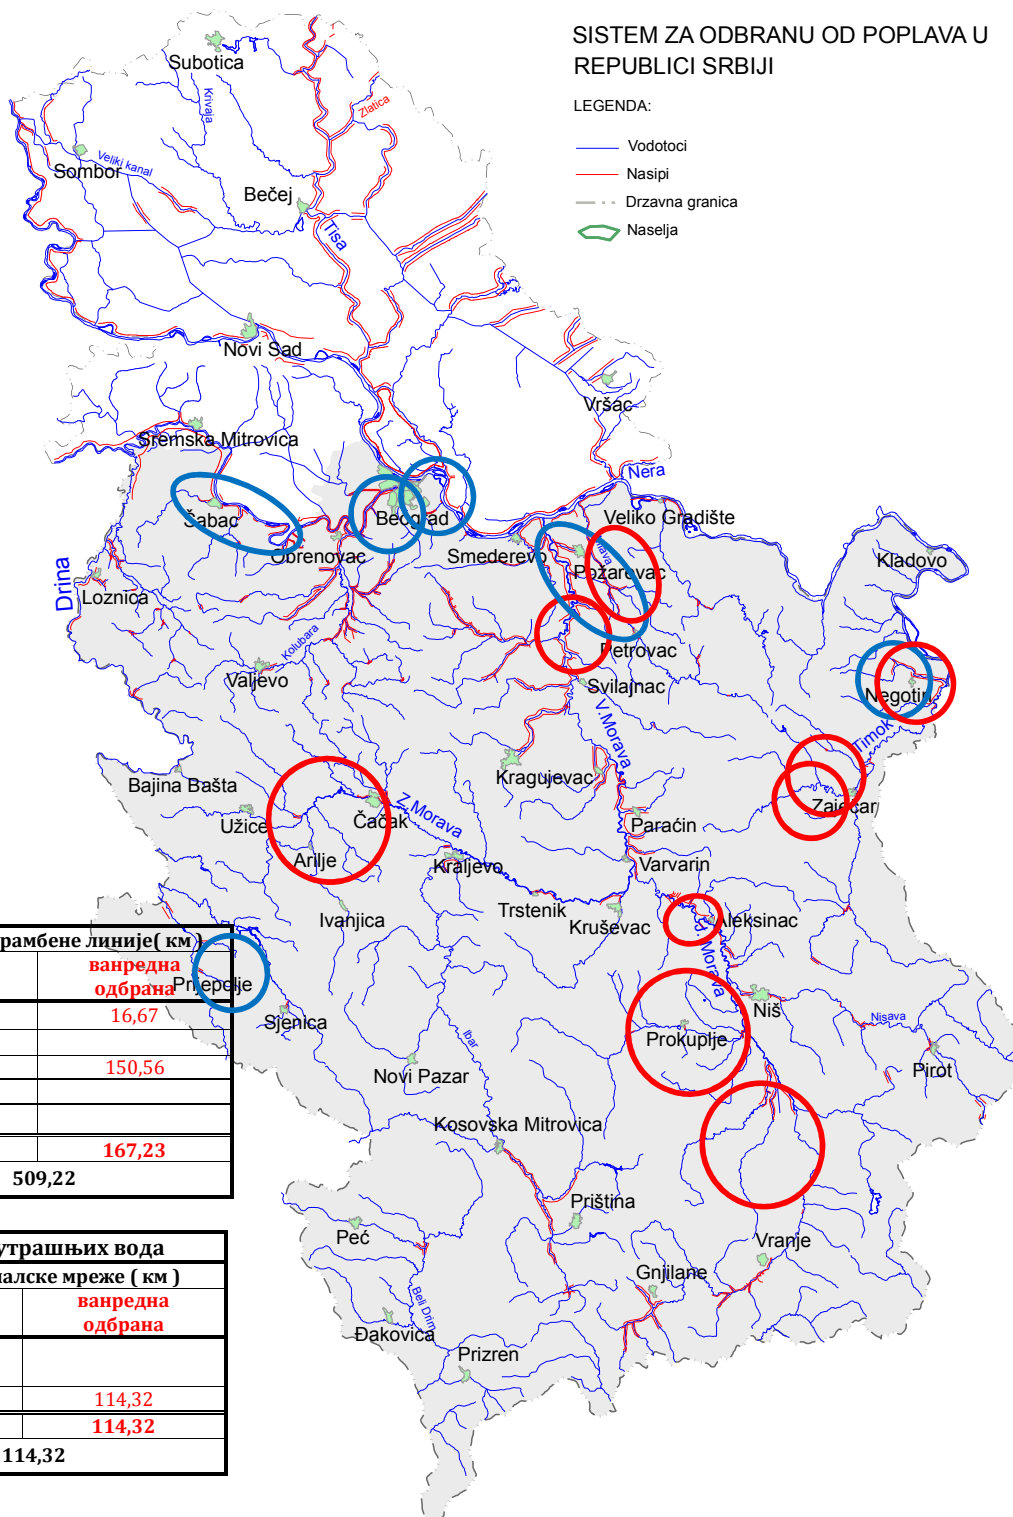 SISTEM ZA ODBRANU OD POPLAVA U
REPUBLICI SRBIJI
LEGENDA:
Vodotoci
Nasipi
Drzavna granica
Naselja
Subotica
Krivaja
Zlatica
Sombor
Veliki kanal
Bečej
Tisa
Novi Sad
Vršac
Sremska Mitrovica
Nera
Šabac
Beograd
Veliko Gradište
Obrenovac
Smederevo
Kladovo
Požarevac
Drina
Loznica
Kolubara
Petrovac
Valjevo
Svilajnac
Negotin
V.Morava
Timok
Bajina Bašta
Kragujevac
Zaječar
Užice
Čačak
Z.Morava
Paraćin
Arilje
Kraljevo
Varvarin
Ivanjica
Trstenik
Kruševac
Aleksinac
J. Morava
Prijepolje
Sjenica
Niš
Nisava
Ibar
Prokuplje
Pirot
Novi Pazar
Kosovska Mitrovica
Priština
Peć
Vranje
Gnjilane
Beli Drim
Đakovica
Prizren
рамбене линије( км )
ванредна
одбрана
16,67
150,56
167,23
509,22
утрашњих вода
налске мреже ( км )
ванредна
одбрана
114,32
114,32
114,32